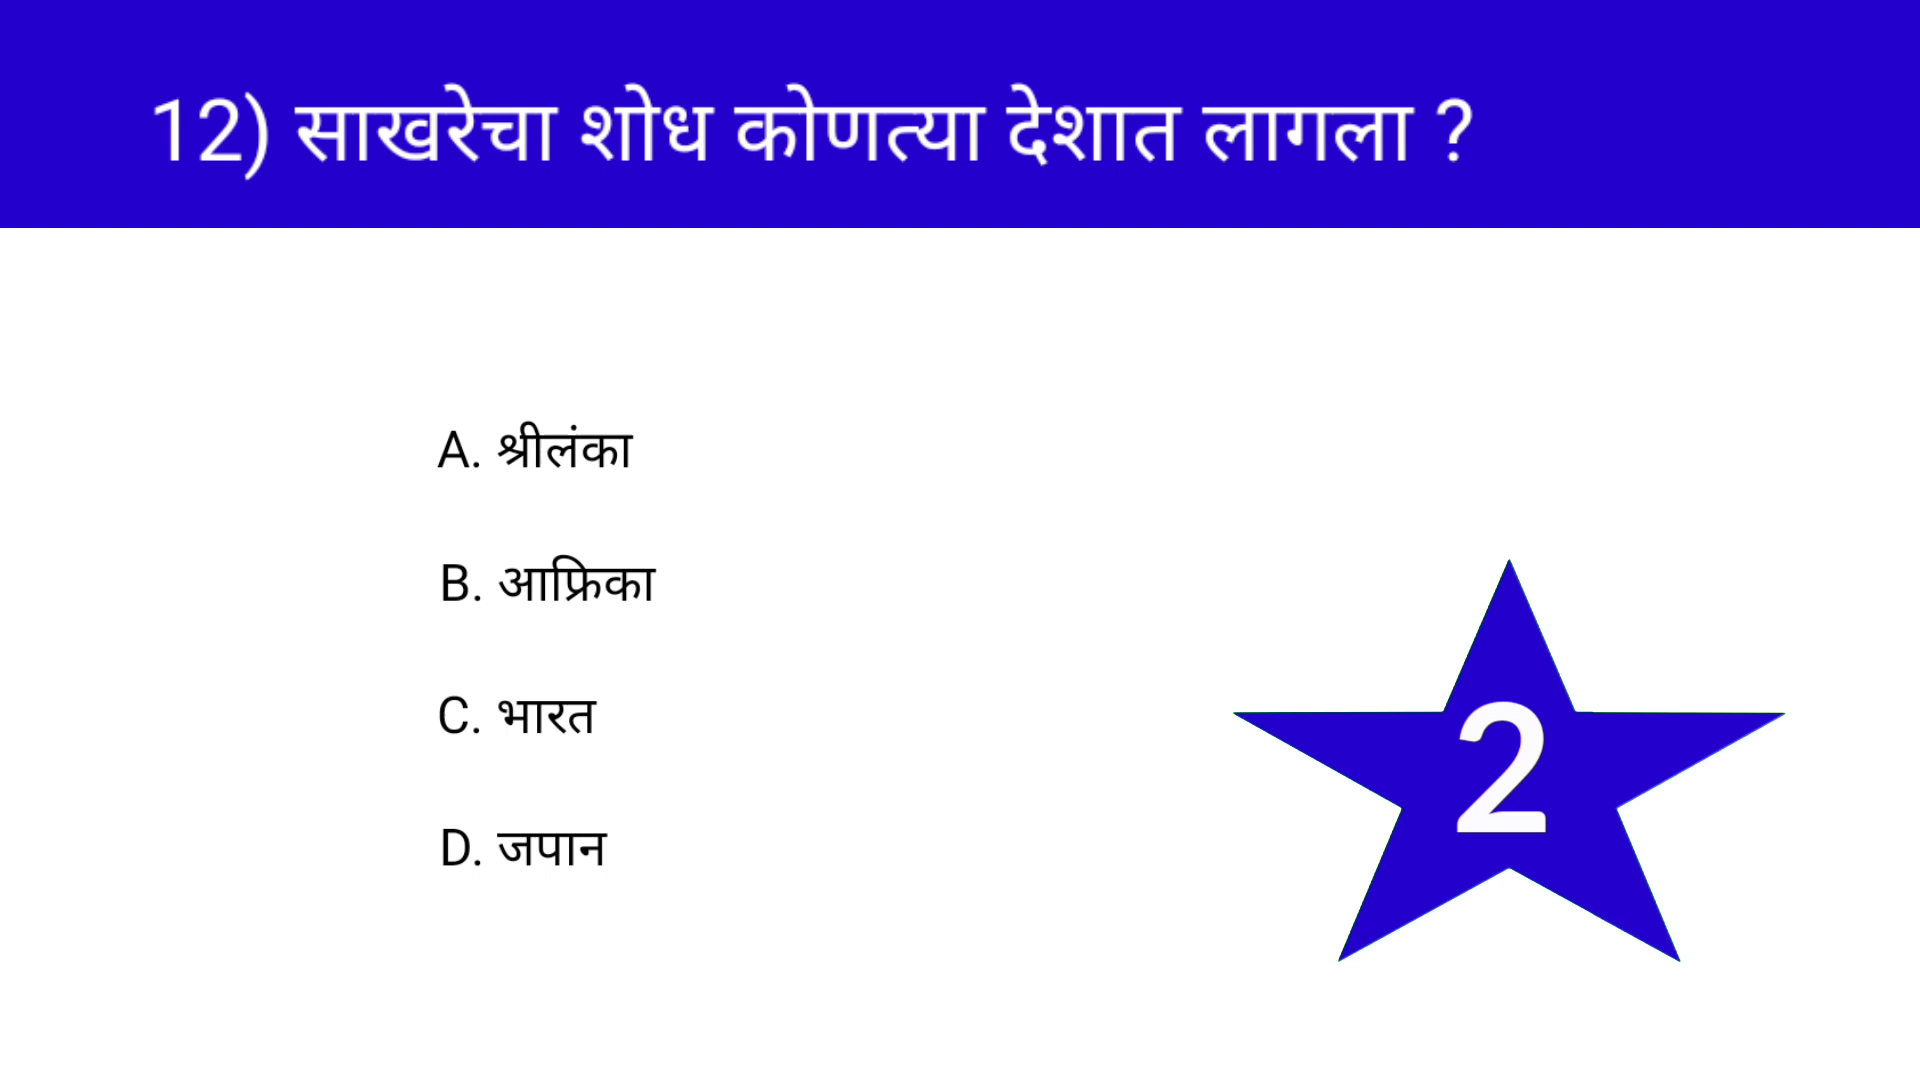 12) साखरेचा शोध कोणत्या देशात लागला ?
A. श्रीलंका
B. आफ्रिका
C. भारत
D. जपान
2